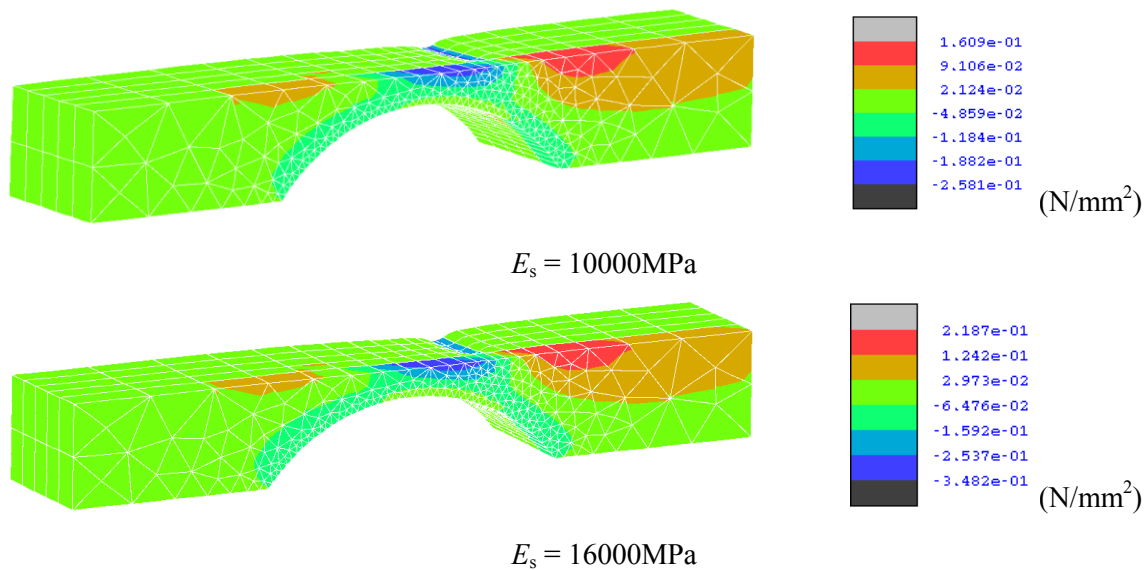 1.609e-01
9.106e-02
2.124e-02
-4.859e-02
-1.184e-01
-1.882e-01
-2.581e-01
(N/mm²)
Eₛ = 10000MPa
2.187e-01
1.242e-01
2.973e-02
-6.476e-02
-1.592e-01
-2.537e-01
-3.482e-01
(N/mm²)
Eₛ = 16000MPa